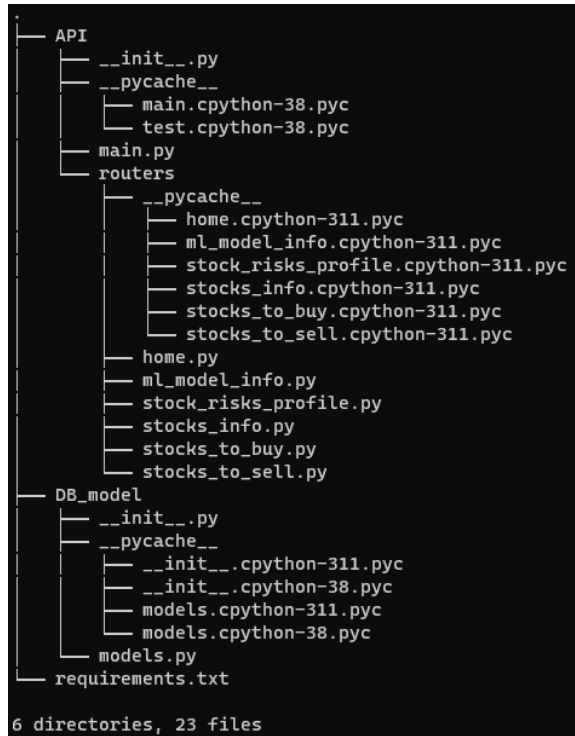 .
├── API
│   ├── __init__.py
│   ├── __pycache__
│   │   ├── main.cpython-38.pyc
│   │   └── test.cpython-38.pyc
│   ├── main.py
│   └── routers
│       ├── __pycache__
│       │   ├── home.cpython-311.pyc
│       │   ├── ml_model_info.cpython-311.pyc
│       │   ├── stock_risks_profile.cpython-311.pyc
│       │   ├── stocks_info.cpython-311.pyc
│       │   ├── stocks_to_buy.cpython-311.pyc
│       │   └── stocks_to_sell.cpython-311.pyc
│       ├── home.py
│       ├── ml_model_info.py
│       ├── stock_risks_profile.py
│       ├── stocks_info.py
│       ├── stocks_to_buy.py
│       └── stocks_to_sell.py
├── DB_model
│   ├── __init__.py
│   ├── __pycache__
│   │   ├── __init__.cpython-311.pyc
│   │   ├── __init__.cpython-38.pyc
│   │   ├── models.cpython-311.pyc
│   │   └── models.cpython-38.pyc
│   └── models.py
└── requirements.txt

6 directories, 23 files